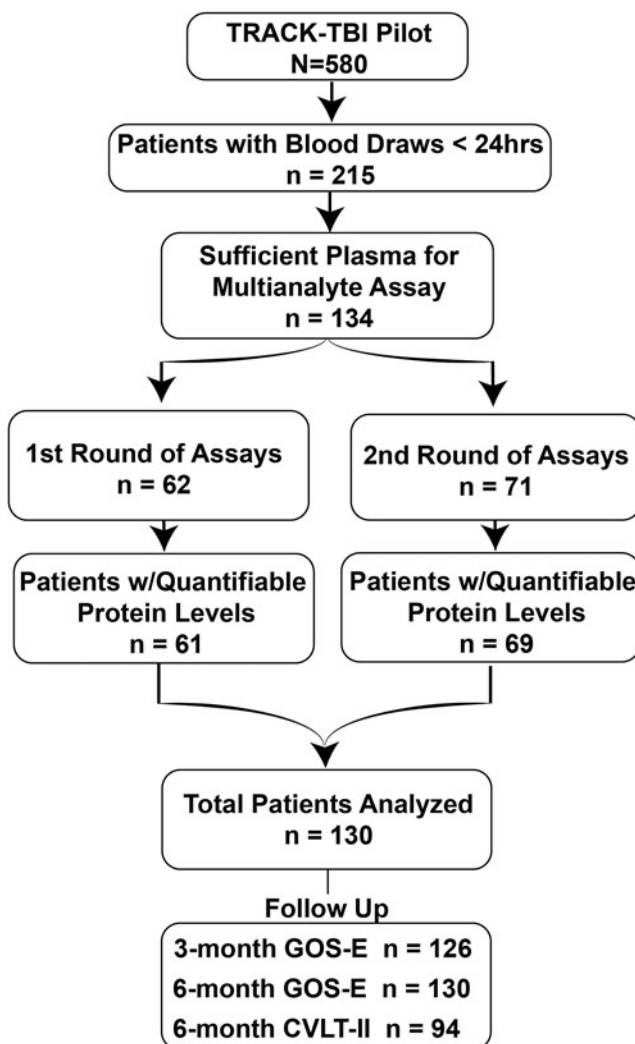 TRACK-TBI Pilot
N=580
Patients with Blood Draws < 24hrs
n = 215
Sufficient Plasma for
Multianalyte Assay
n = 134
1st Round of Assays
n = 62
2nd Round of Assays
n = 71
Patients w/Quantifiable
Protein Levels
n = 61
Patients w/Quantifiable
Protein Levels
n = 69
Total Patients Analyzed
n = 130
Follow Up
3-month GOS-E n = 126
6-month GOS-E n = 130
6-month CVLT-II n = 94